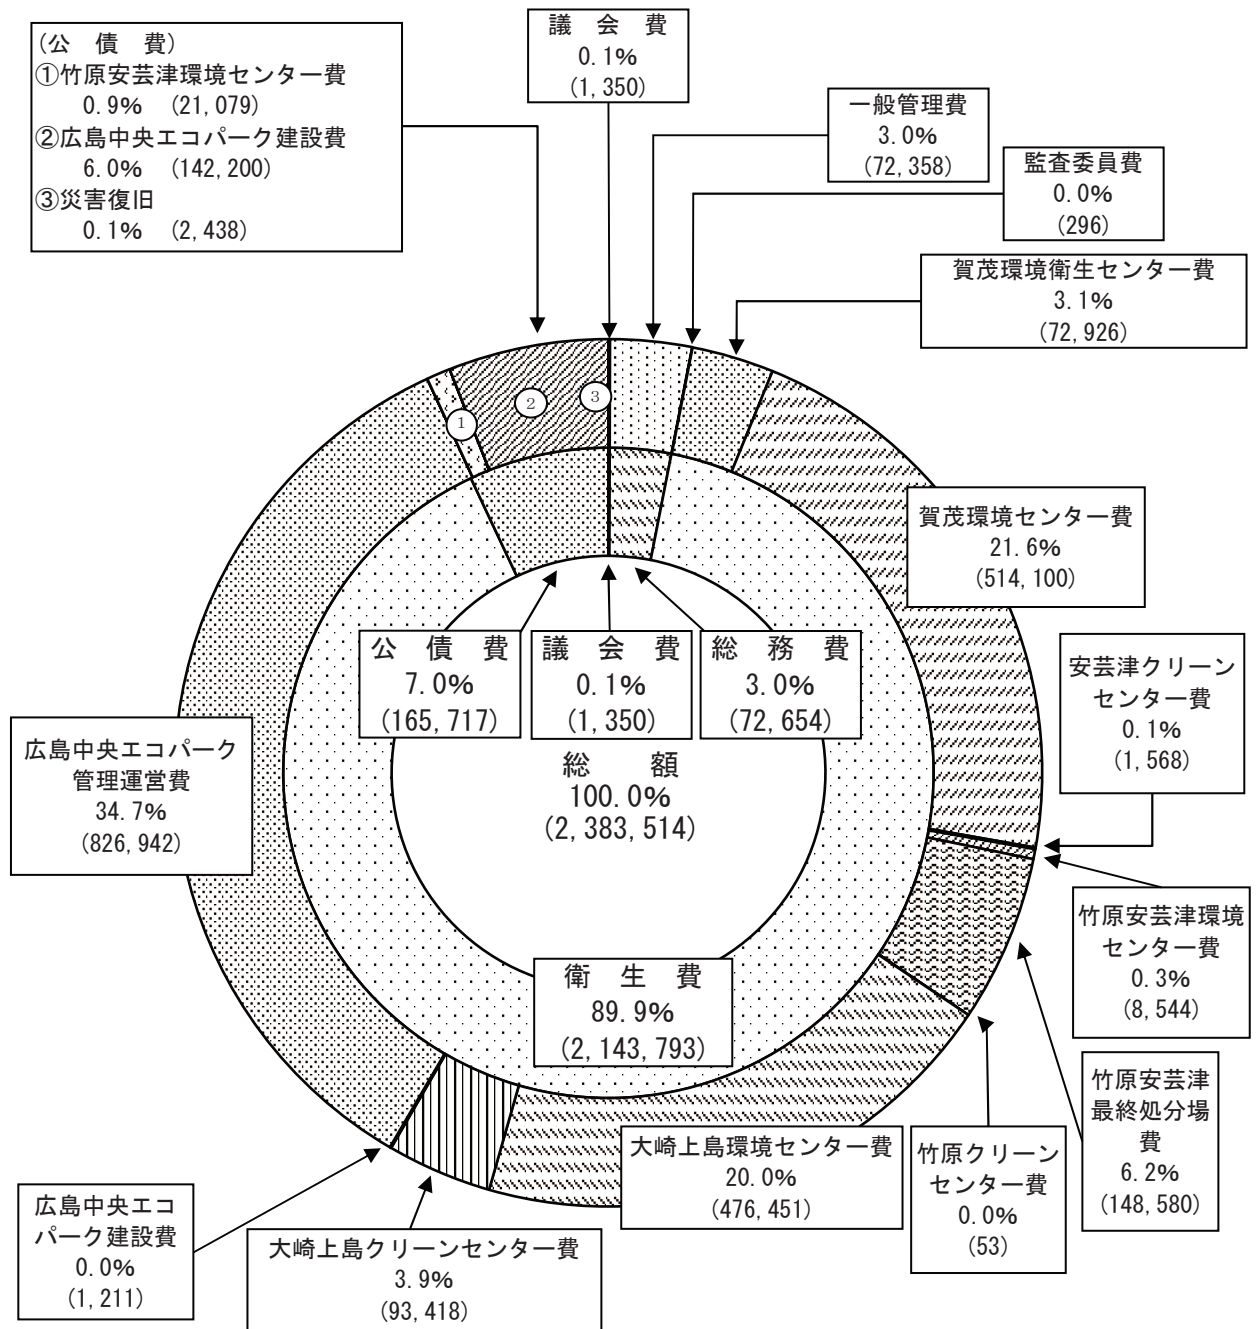 (公　債　費)
①竹原安芸津環境センター費
0.9%　(21,079)
②広島中央エコパーク建設費
6.0%　(142,200)
③災害復旧
0.1%　(2,438)
議　会　費
0.1%
(1,350)
一般管理費
3.0%
(72,358)
監査委員費
0.0%
(296)
賀茂環境衛生センター費
3.1%
(72,926)
①
②
③
賀茂環境センター費
21.6%
(514,100)
公　債　費
7.0%
(165,717)
議　会　費
0.1%
(1,350)
総　務　費
3.0%
(72,654)
総　　額
100.0%
(2,383,514)
安芸津クリーン
センター費
0.1%
(1,568)
広島中央エコパーク
管理運営費
34.7%
(826,942)
竹原安芸津環境
センター費
0.3%
(8,544)
衛　生　費
89.9%
(2,143,793)
竹原安芸津
最終処分場
費
6.2%
(148,580)
大崎上島環境センター費
20.0%
(476,451)
竹原クリーン
センター費
0.0%
(53)
広島中央エコ
パーク建設費
0.0%
(1,211)
大崎上島クリーンセンター費
3.9%
(93,418)